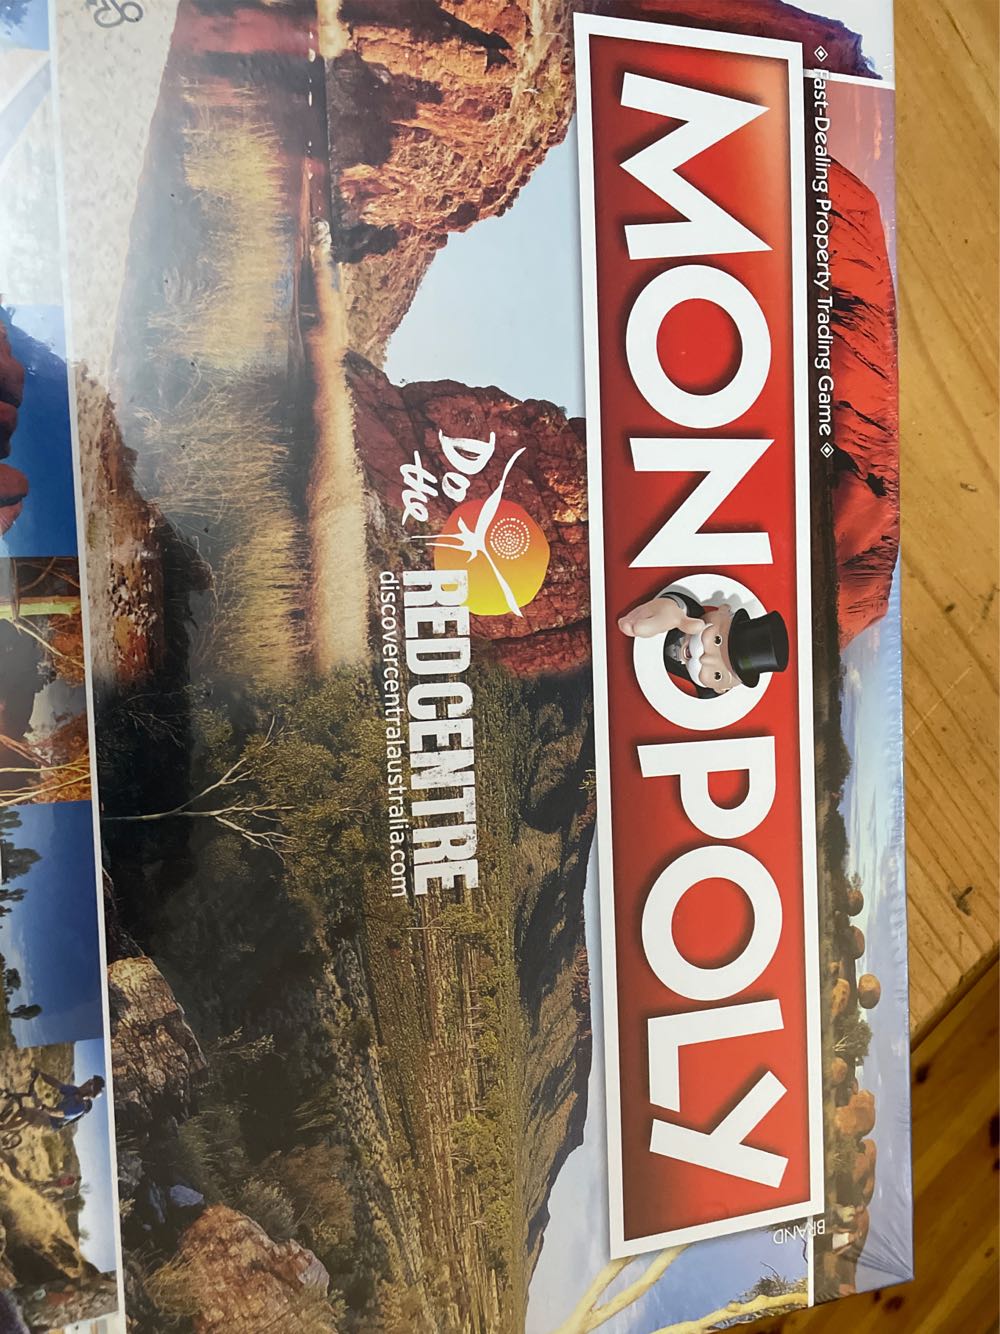 Fast-Dealing Property Trading Game
MONOPOLY
BRAND
Do
the REDCENTRE
discovercentralaustralia.com